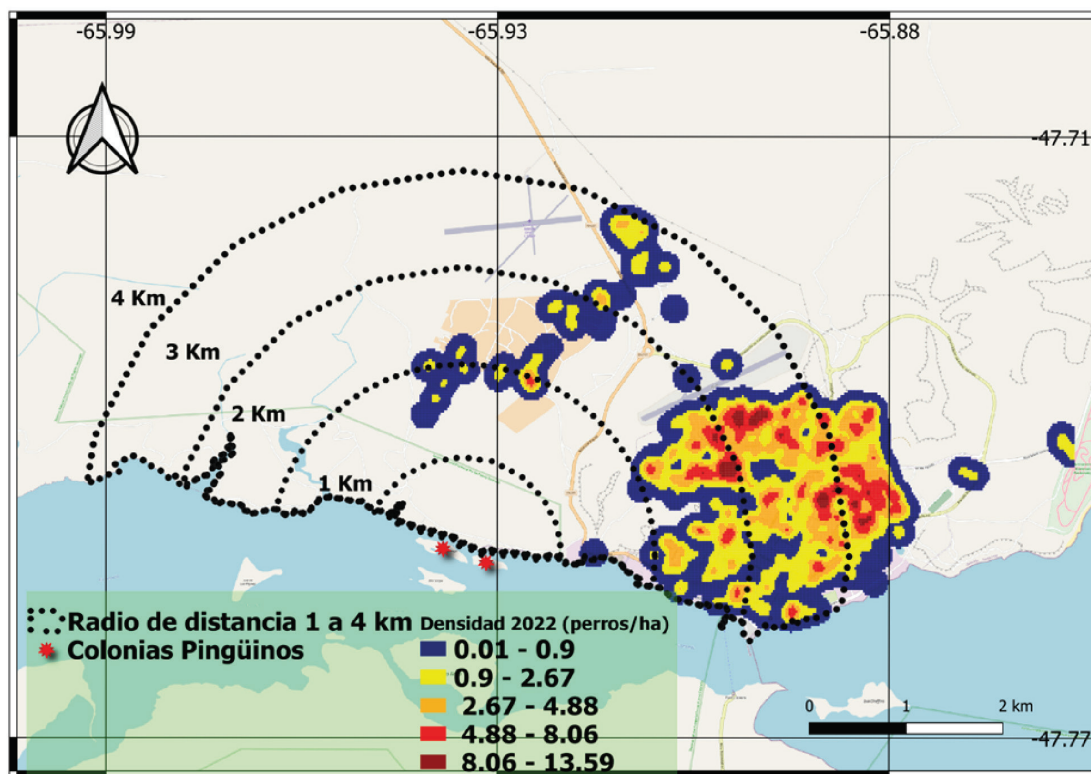 -65.99 -65.93 -65.88
-47.71
4 Km
3 Km
2 Km
1 Km
Radio de distancia 1 a 4 km
Colonias Pingüinos
Densidad 2022 (perros/ha)
0.01 - 0.9
0.9 - 2.67
2.67 - 4.88
4.88 - 8.06
8.06 - 13.59
0 1 2 km
-47.77